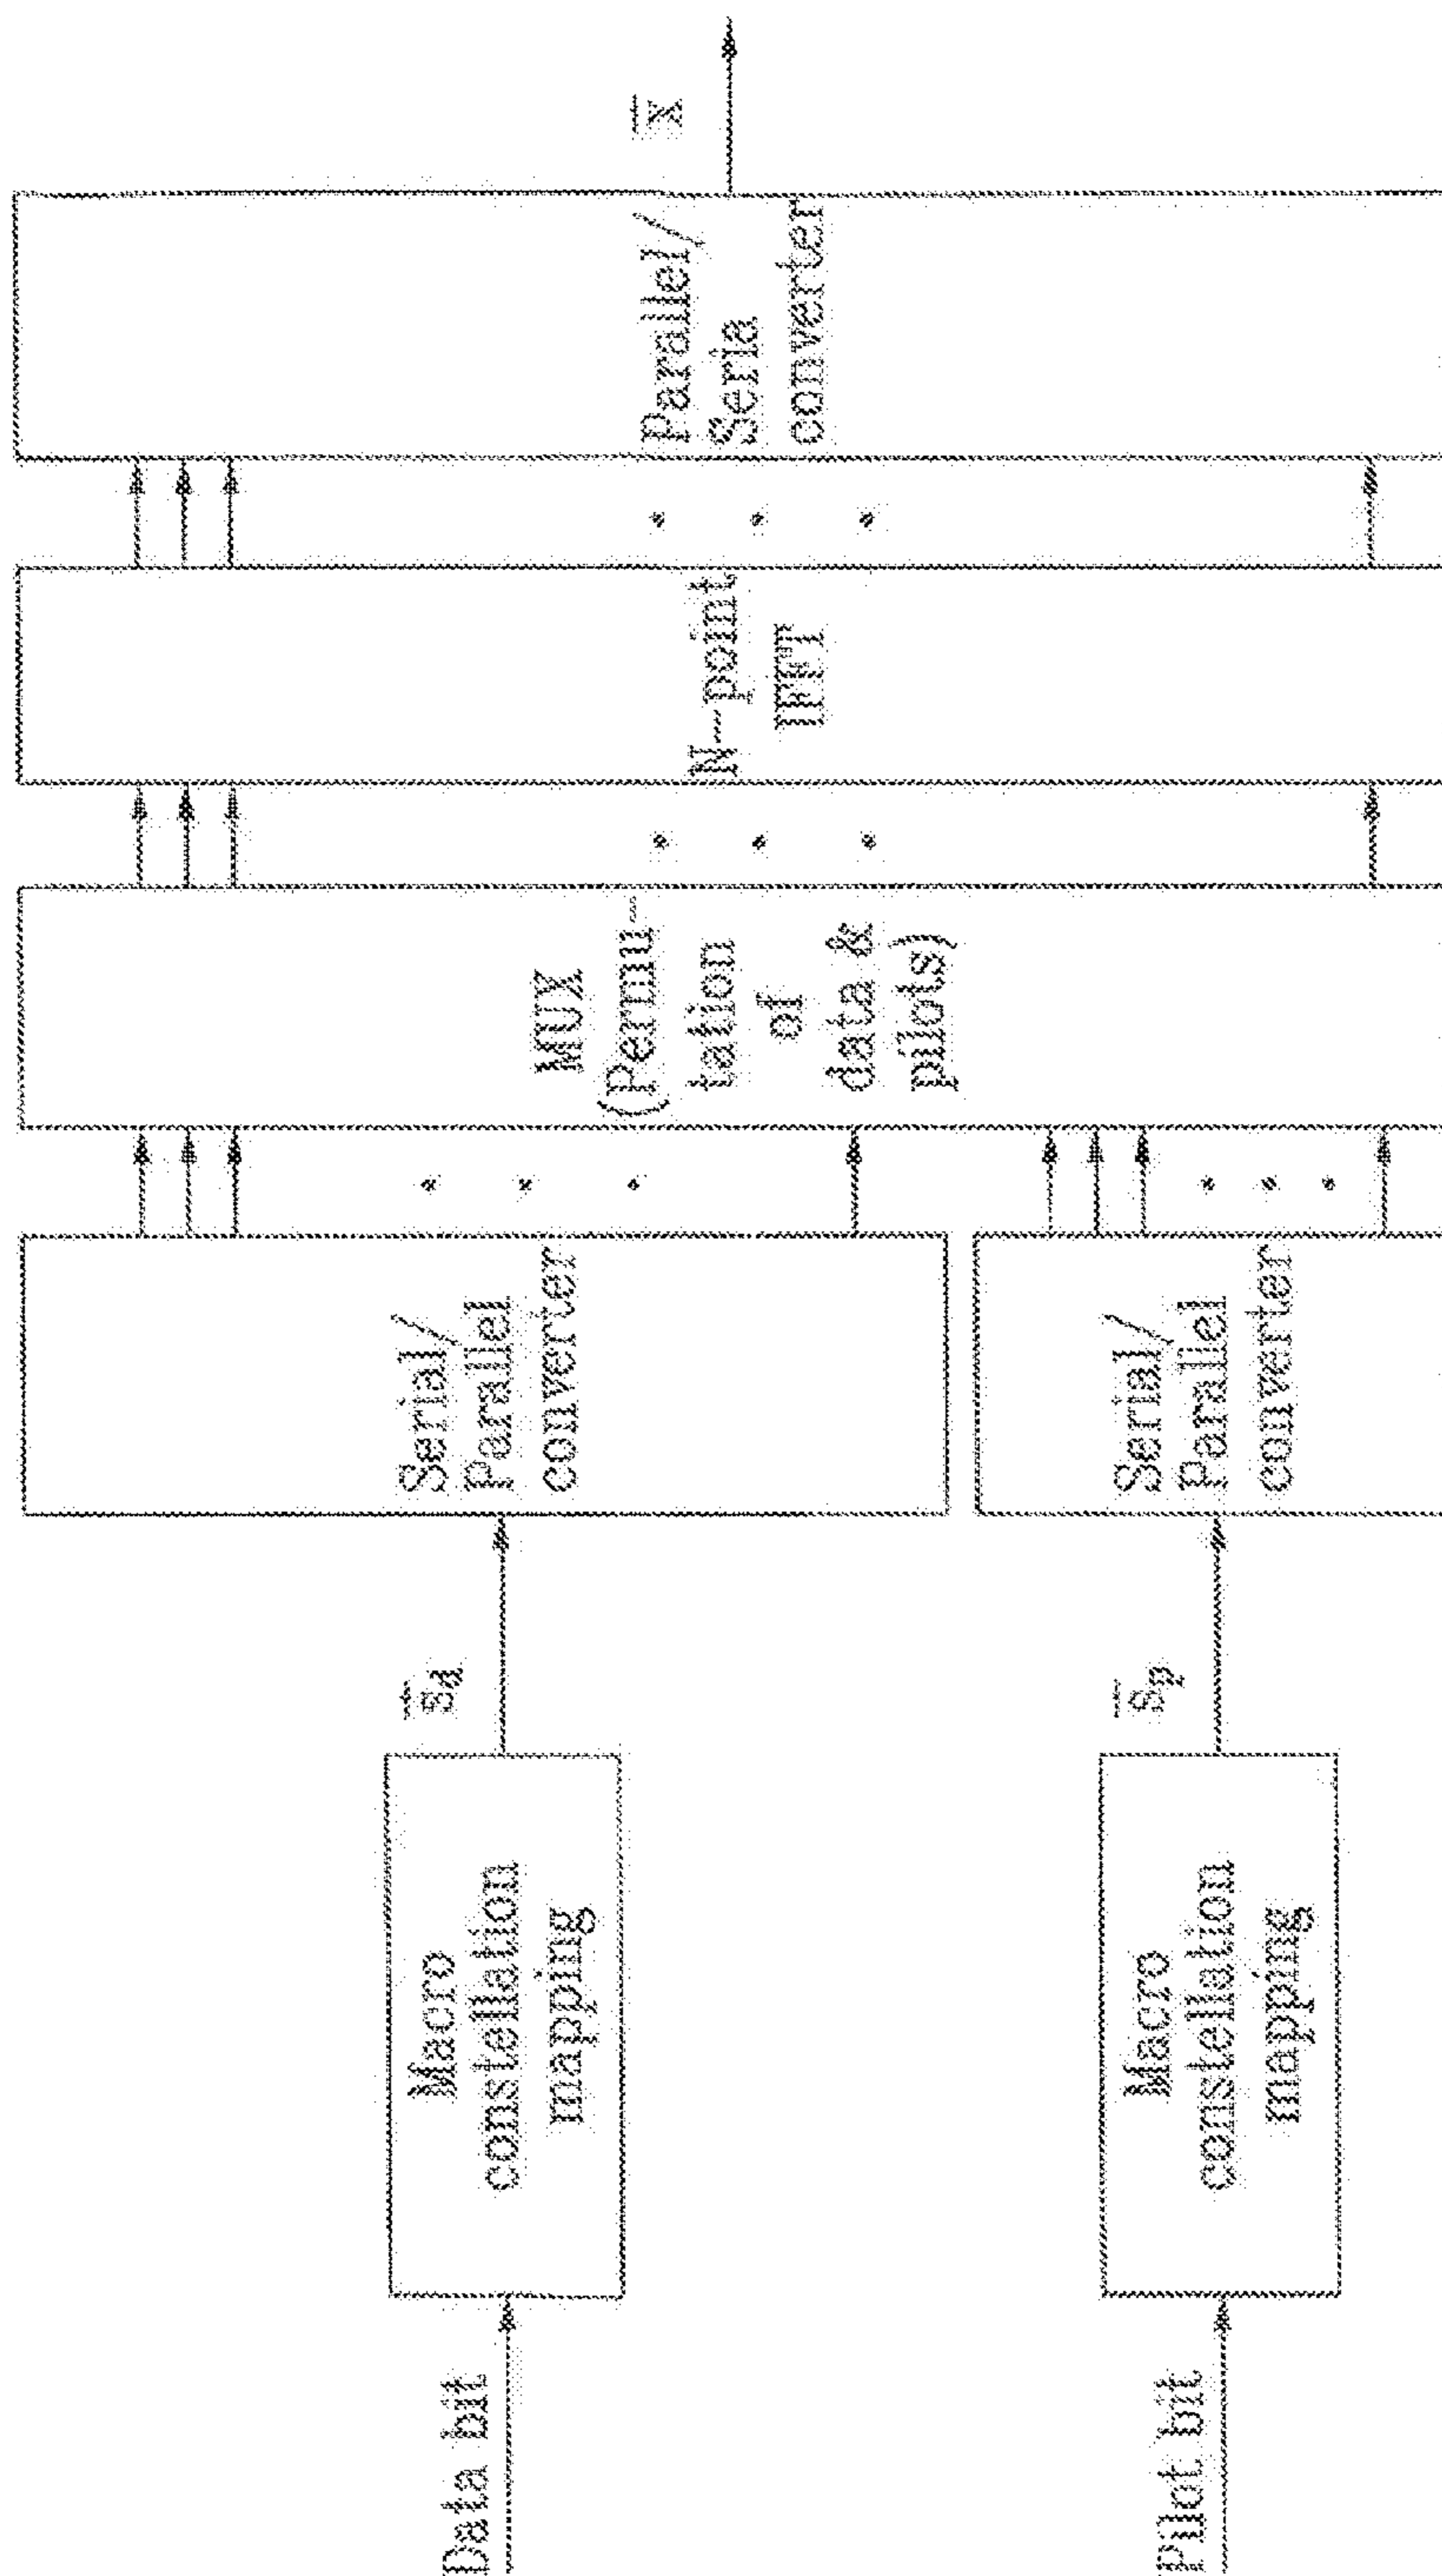 Data bit
Macro
constellation
mapping
s̅d
Serial/
Parallel
converter
Pilot bit
Macro
constellation
mapping
s̅p
Serial/
Parallel
converter
MUX
(Permu-
tation
of
data &
pilots)
N-point
IFFT
Parallel/
Seria
converter
x̅